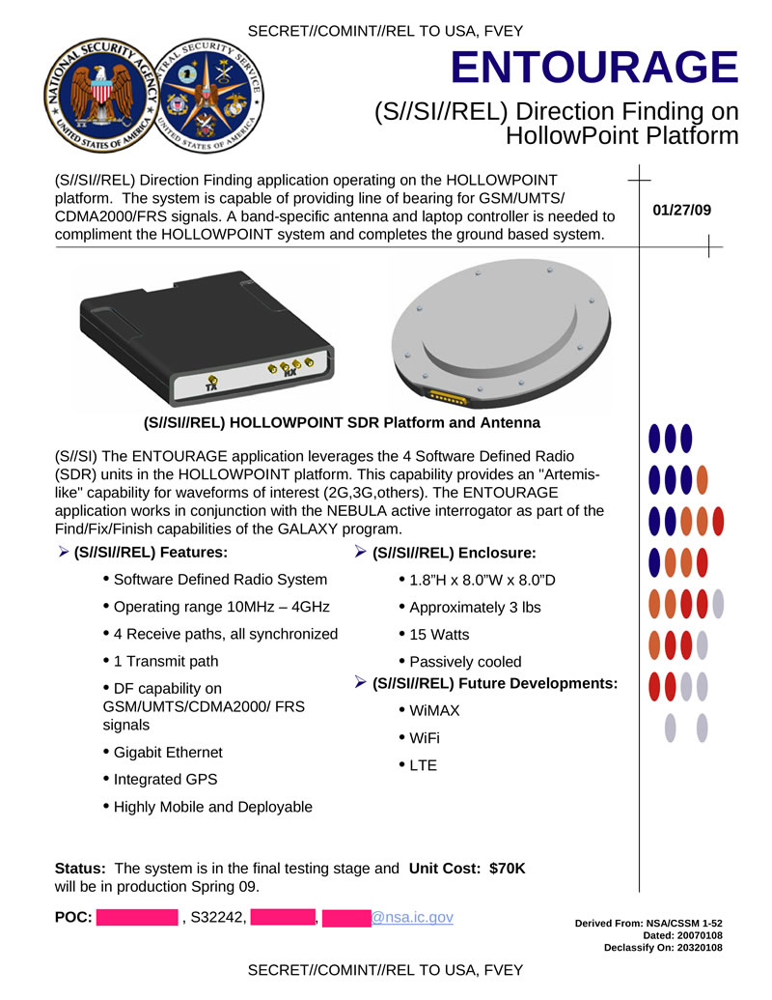 SECRET//COMINT//REL TO USA, FVEY
NATIONAL SECURITY AGENCY
UNITED STATES OF AMERICA
TRAL SECURITY SERVICE
UNITED STATES OF AMERICA
ENTOURAGE
(S//SI//REL) Direction Finding on
HollowPoint Platform
(S//SI//REL) Direction Finding application operating on the HOLLOWPOINT
platform. The system is capable of providing line of bearing for GSM/UMTS/
CDMA2000/FRS signals. A band-specific antenna and laptop controller is needed to
compliment the HOLLOWPOINT system and completes the ground based system.
01/27/09
TX
RX
(S//SI//REL) HOLLOWPOINT SDR Platform and Antenna
(S//SI) The ENTOURAGE application leverages the 4 Software Defined Radio
(SDR) units in the HOLLOWPOINT platform. This capability provides an "Artemis-
like" capability for waveforms of interest (2G,3G,others). The ENTOURAGE
application works in conjunction with the NEBULA active interrogator as part of the
Find/Fix/Finish capabilities of the GALAXY program.
➢ (S//SI//REL) Features:
• Software Defined Radio System
• Operating range 10MHz – 4GHz
• 4 Receive paths, all synchronized
• 1 Transmit path
• DF capability on
GSM/UMTS/CDMA2000/ FRS
signals
• Gigabit Ethernet
• Integrated GPS
• Highly Mobile and Deployable
➢ (S//SI//REL) Enclosure:
• 1.8”H x 8.0”W x 8.0”D
• Approximately 3 lbs
• 15 Watts
• Passively cooled
➢ (S//SI//REL) Future Developments:
• WiMAX
• WiFi
• LTE
Status: The system is in the final testing stage and
will be in production Spring 09.
Unit Cost: $70K
POC: , S32242, , @nsa.ic.gov
Derived From: NSA/CSSM 1-52
Dated: 20070108
Declassify On: 20320108
SECRET//COMINT//REL TO USA, FVEY